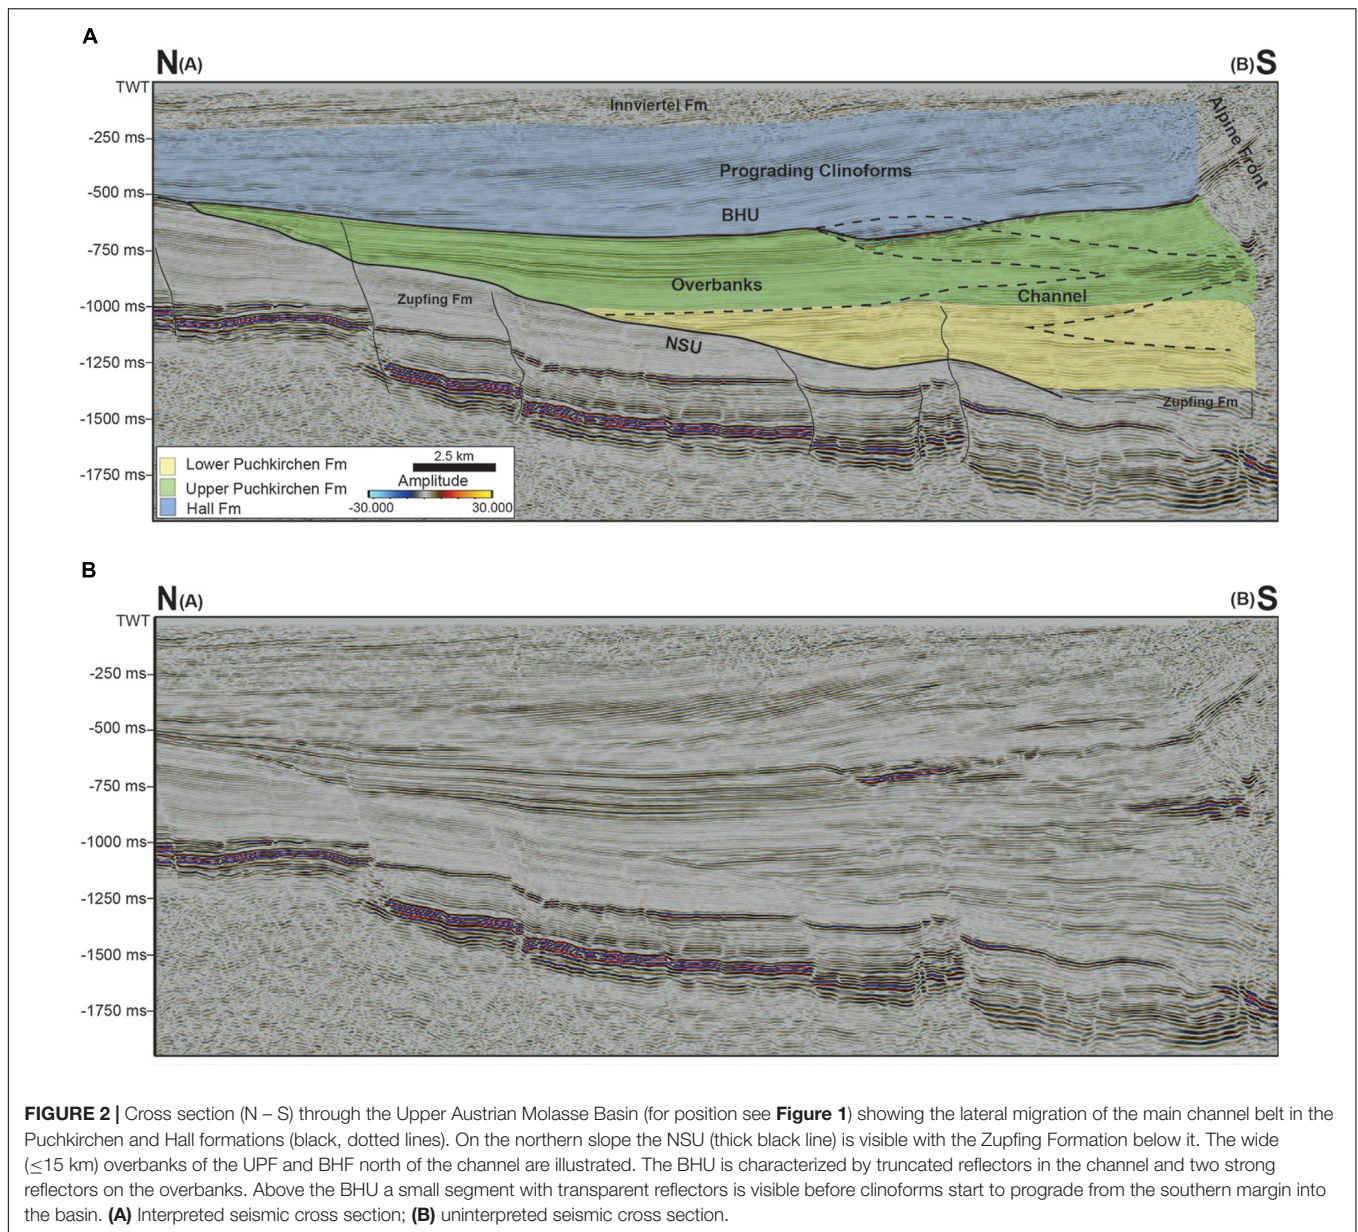 A
N(A)
(B)S
TWT
Innviertel Fm
Alpine Front
-250 ms
Prograding Clinoforms
-500 ms
BHU
-750 ms
Overbanks
Channel
Zupfing Fm
-1000 ms
NSU
-1250 ms
Zupfing Fm
-1500 ms
2.5 km
Lower Puchkirchen Fm
-1750 ms
Amplitude
Upper Puchkirchen Fm
Hall Fm
-30.000
30.000
B
N(A)
(B)S
TWT
-250 ms
-500 ms
-750 ms
-1000 ms
-1250 ms
-1500 ms
-1750 ms
FIGURE 2 | Cross section (N – S) through the Upper Austrian Molasse Basin (for position see Figure 1) showing the lateral migration of the main channel belt in the
Puchkirchen and Hall formations (black, dotted lines). On the northern slope the NSU (thick black line) is visible with the Zupfing Formation below it. The wide
(≤15 km) overbanks of the UPF and BHF north of the channel are illustrated. The BHU is characterized by truncated reflectors in the channel and two strong
reflectors on the overbanks. Above the BHU a small segment with transparent reflectors is visible before clinoforms start to prograde from the southern margin into
the basin. (A) Interpreted seismic cross section; (B) uninterpreted seismic cross section.